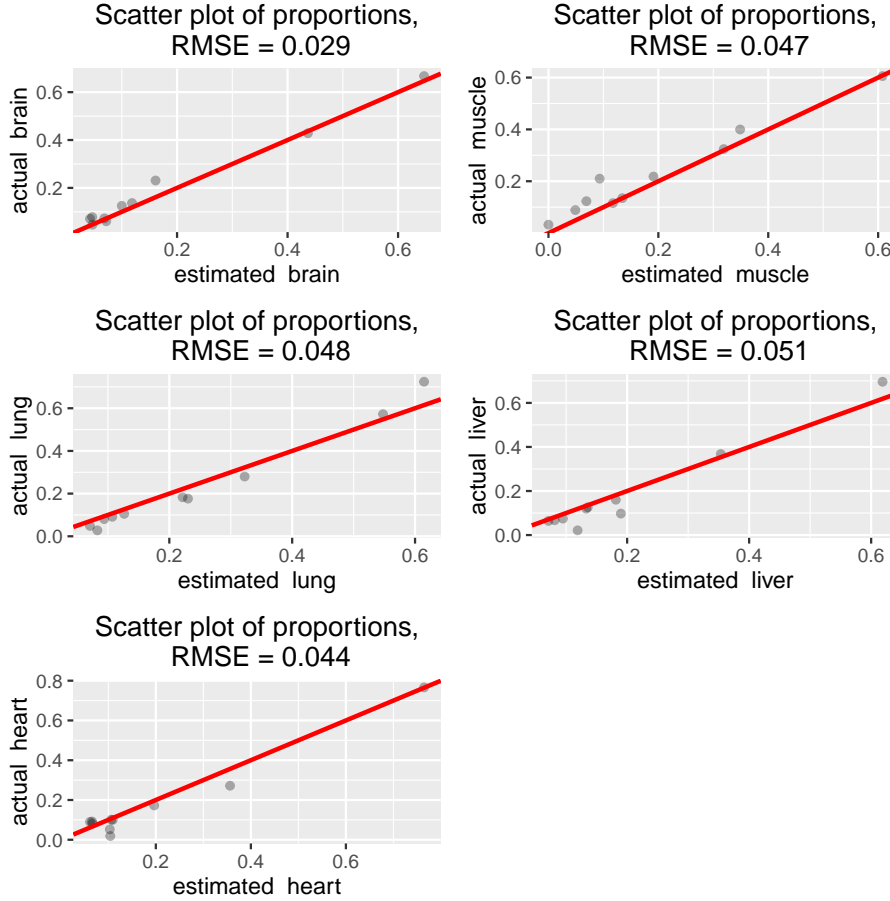 Scatter plot of proportions,
RMSE = 0.029
actual brain
0.6
0.4
0.2
0.2
0.4
0.6
estimated brain
Scatter plot of proportions,
RMSE = 0.047
actual muscle
0.6
0.4
0.2
0.0
0.2
0.4
0.6
estimated muscle
Scatter plot of proportions,
RMSE = 0.048
actual lung
0.6
0.4
0.2
0.0
0.2
0.4
0.6
estimated lung
Scatter plot of proportions,
RMSE = 0.051
actual liver
0.6
0.4
0.2
0.0
0.2
0.4
0.6
estimated liver
Scatter plot of proportions,
RMSE = 0.044
actual heart
0.8
0.6
0.4
0.2
0.0
0.2
0.4
0.6
estimated heart